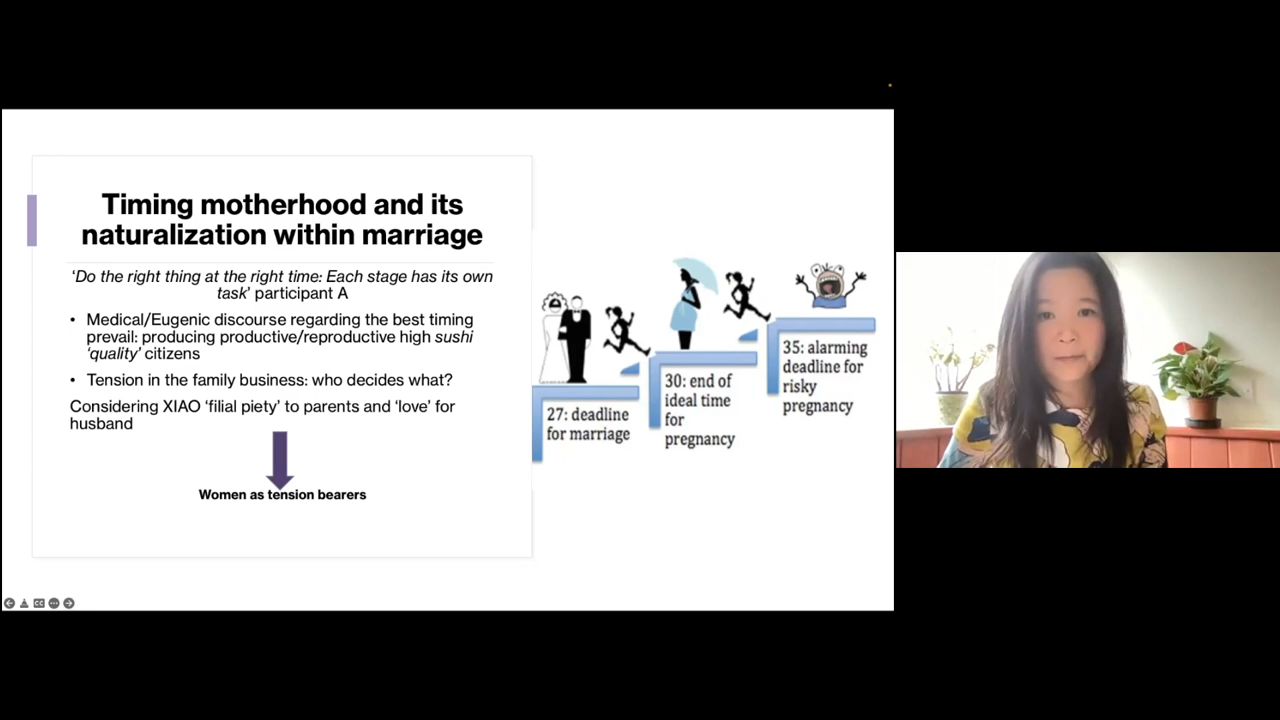 Timing motherhood and its
naturalization within marriage
‘Do the right thing at the right time: Each stage has its own
task’ participant A
• Medical/Eugenic discourse regarding the best timing
prevail: producing productive/reproductive high sushi
‘quality’ citizens
• Tension in the family business: who decides what?
Considering XIAO ‘filial piety’ to parents and ‘love’ for
husband
Women as tension bearers
27: deadline
for marriage
30: end of
ideal time
for
pregnancy
35: alarming
deadline for
risky
pregnancy
CC